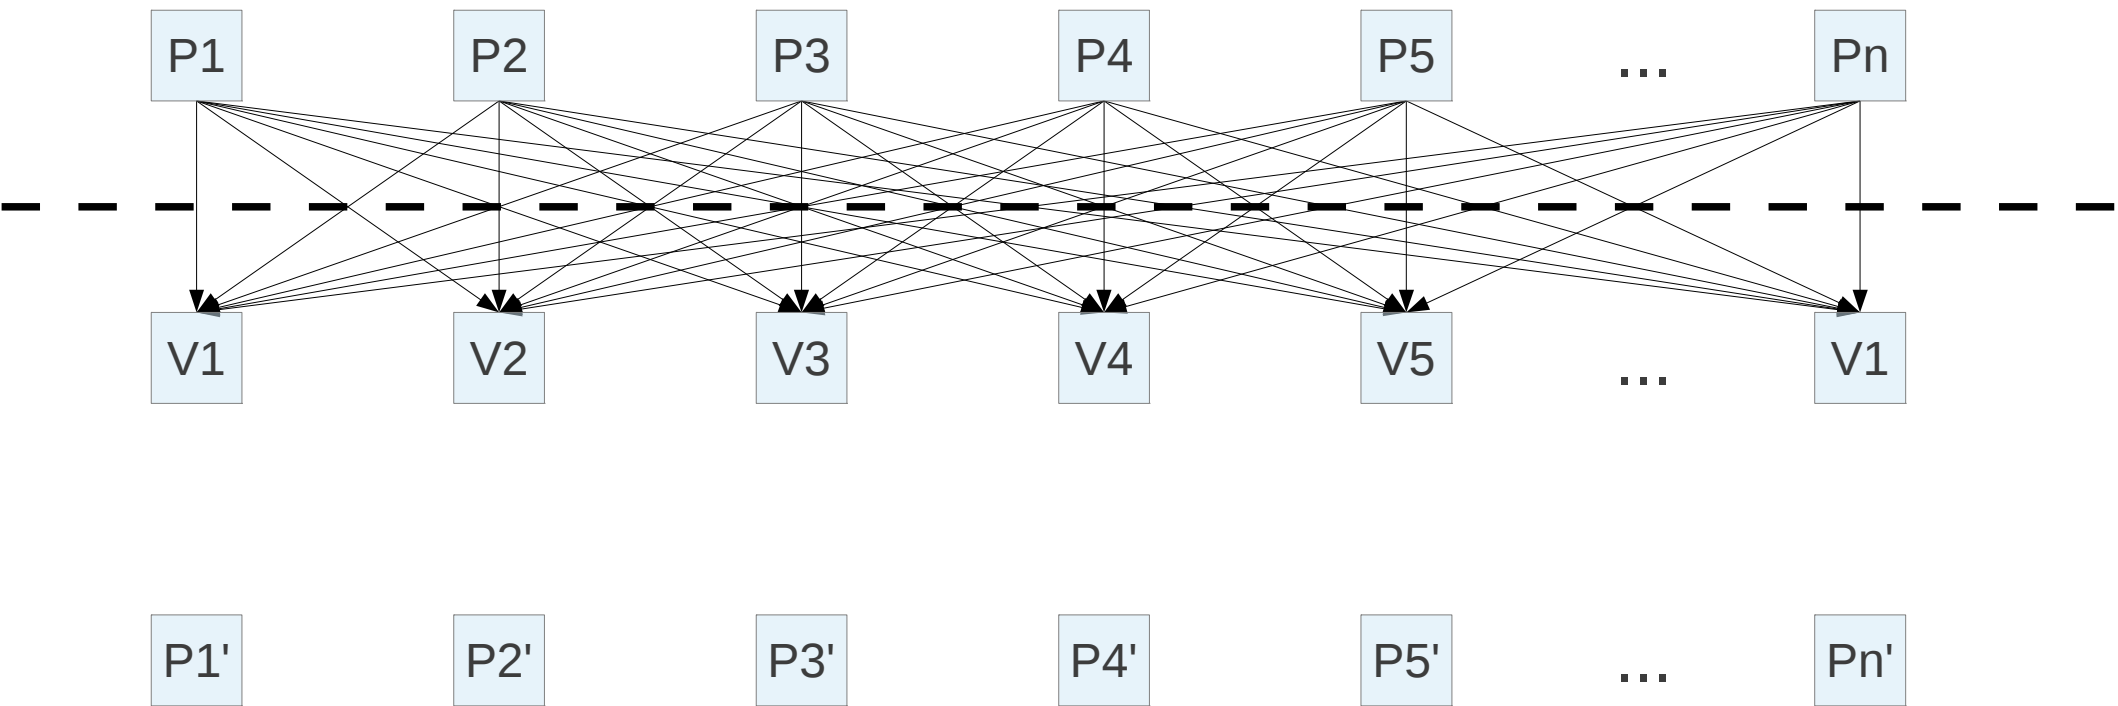 P1 P2 P3 P4 P5 ... Pn
V1 V2 V3 V4 V5 ... V1
P1' P2' P3' P4' P5' ... Pn'